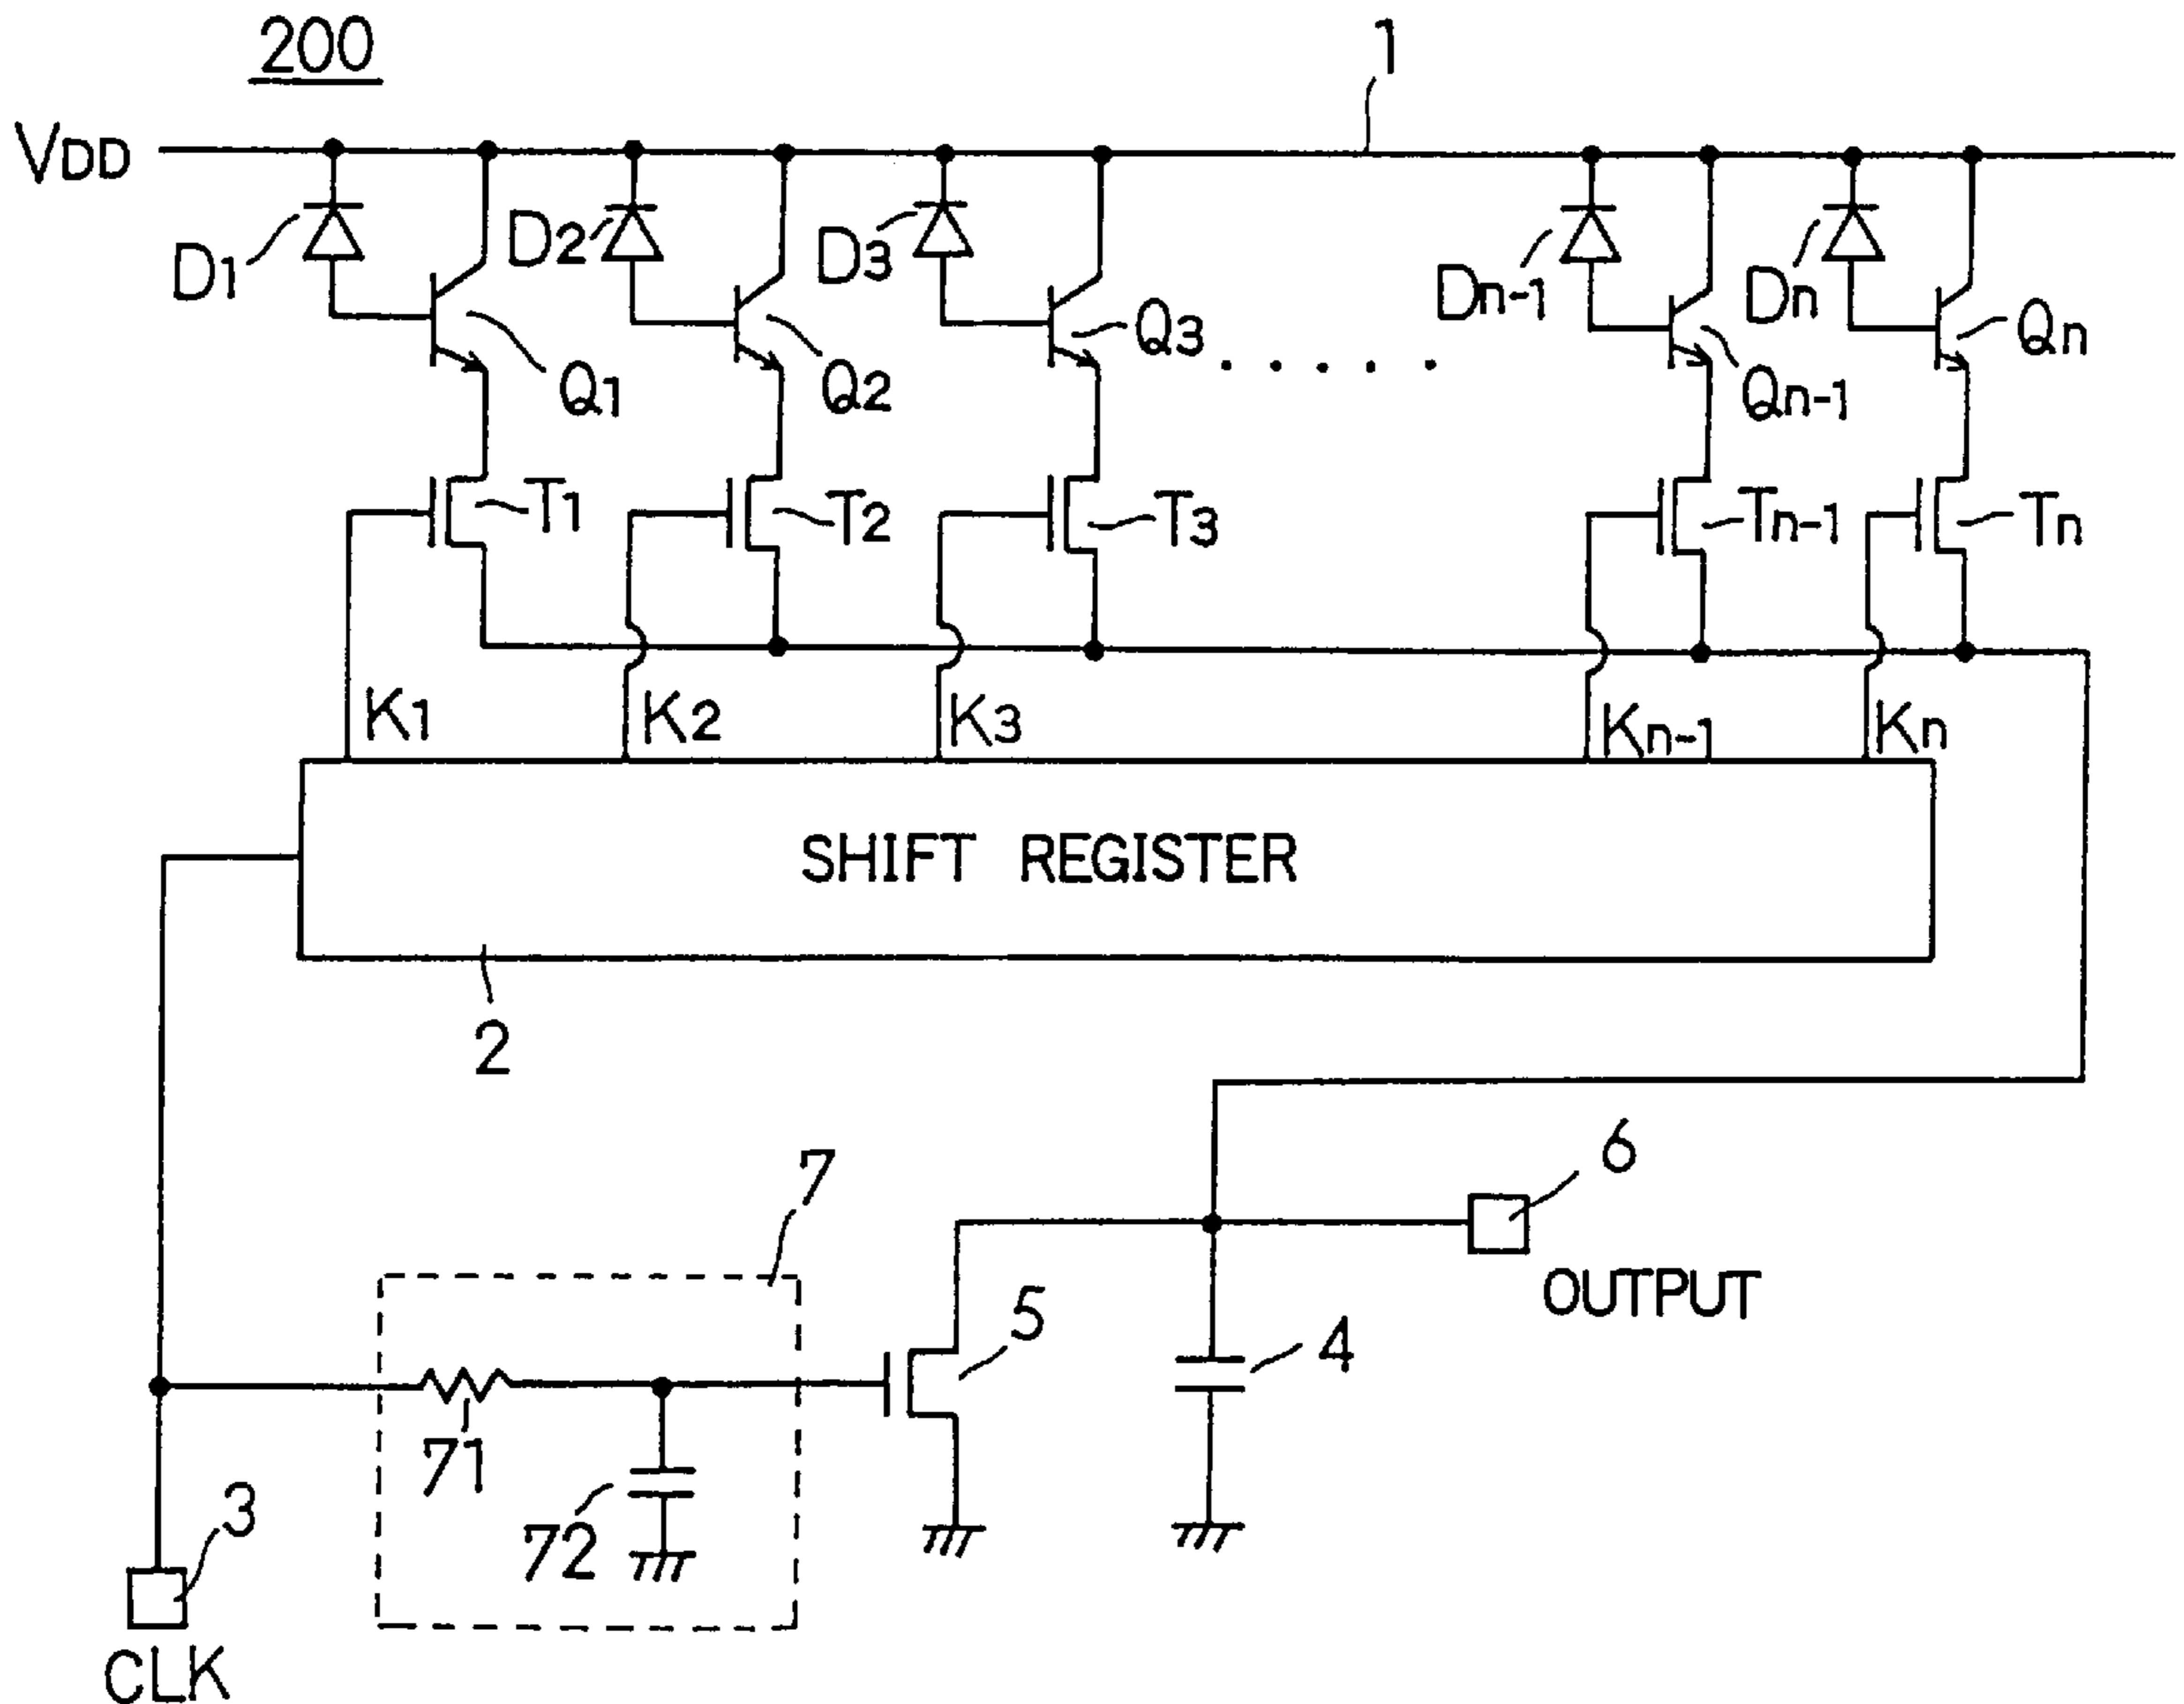 200
1
VDD
D1
D2
D3
Dn-1
Dn
Q1
Q2
Q3
. . . . .
Qn-1
Qn
T1
T2
T3
Tn-1
Tn
K1
K2
K3
Kn-1
Kn
SHIFT REGISTER
2
6
7
OUTPUT
5
4
71
72
3
CLK